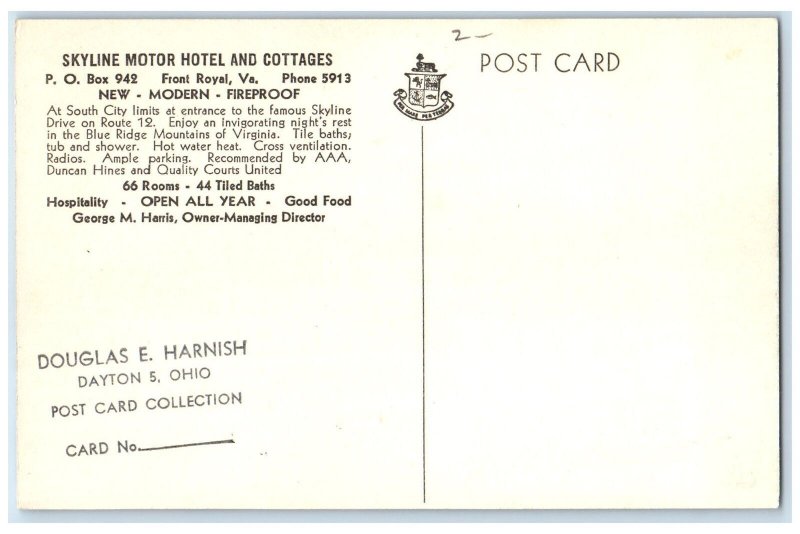 2-
POST CARD
SKYLINE MOTOR HOTEL AND COTTAGES
P. O. Box 942 Front Royal, Va. Phone 5913
NEW - MODERN - FIREPROOF
At South City limits at entrance to the famous Skyline
Drive on Route 12. Enjoy an invigorating night's rest
in the Blue Ridge Mountains of Virginia. Tile baths;
tub and shower. Hot water heat. Cross ventilation.
Radios. Ample parking. Recommended by AAA,
Duncan Hines and Quality Courts United
66 Rooms - 44 Tiled Baths
Hospitality - OPEN ALL YEAR - Good Food
George M. Harris, Owner-Managing Director
DOUGLAS E. HARNISH
DAYTON 5, OHIO
POST CARD COLLECTION
CARD No.